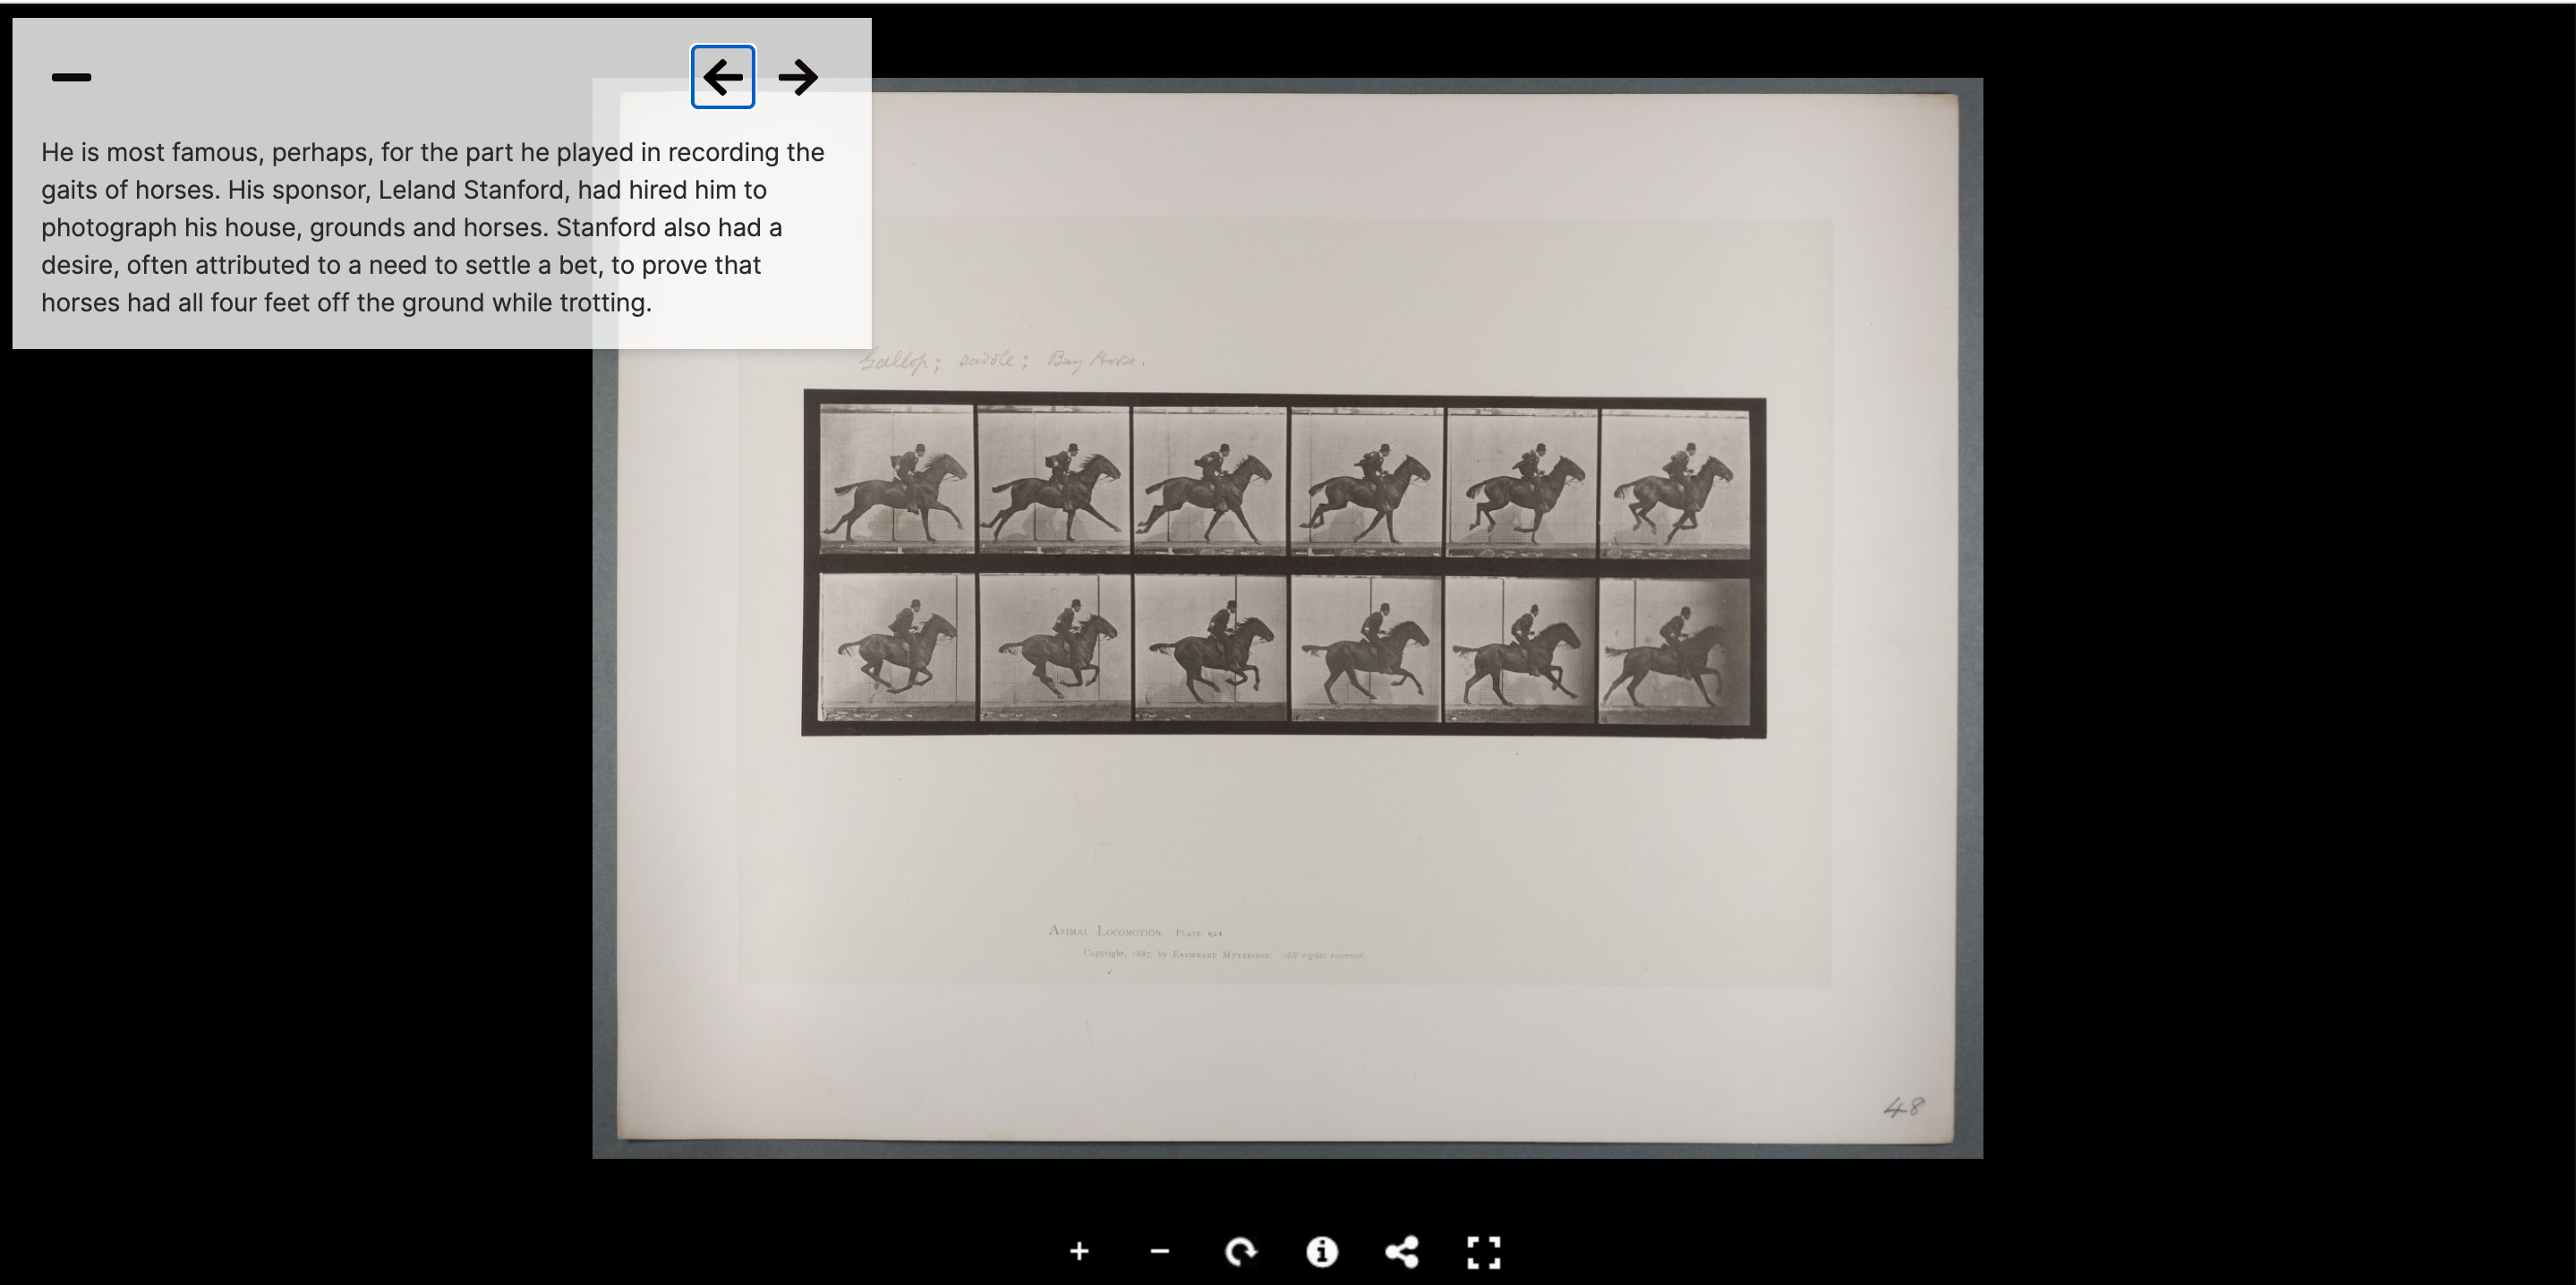 He is most famous, perhaps, for the part he played in recording the
gaits of horses. His sponsor, Leland Stanford, had hired him to
photograph his house, grounds and horses. Stanford also had a
desire, often attributed to a need to settle a bet, to prove that
horses had all four feet off the ground while trotting.
Gallop; saddle; Bay Horse.
Animal Locomotion. Plate
Copyright, 1887, by Eadweard Muybridge. All rights reserved.
48